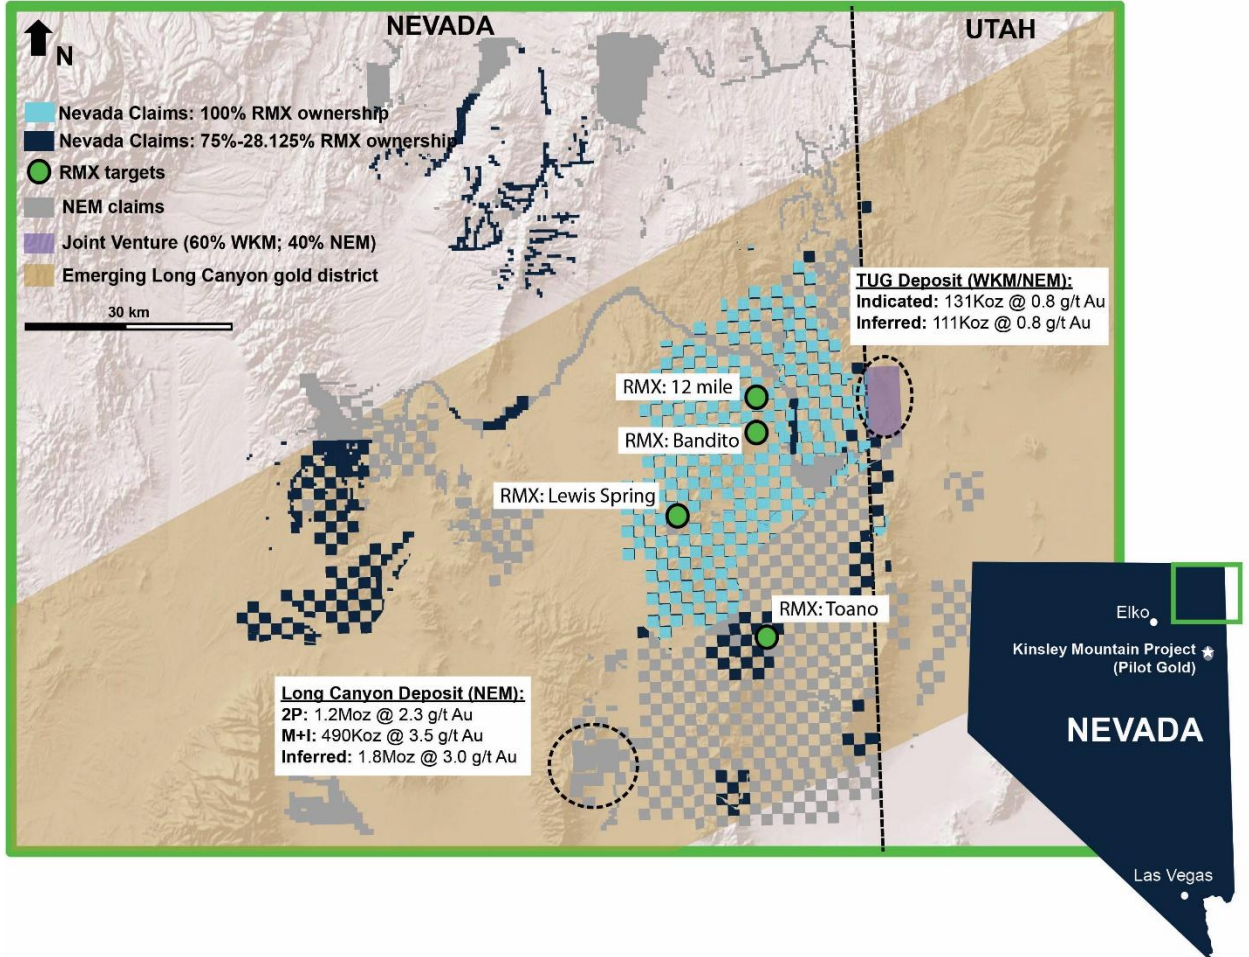 NEVADA
UTAH
N
Nevada Claims: 100% RMX ownership
Nevada Claims: 75%-28.125% RMX ownership
RMX targets
NEM claims
Joint Venture (60% WKM; 40% NEM)
Emerging Long Canyon gold district
30 km
TUG Deposit (WKM/NEM):
Indicated: 131Koz @ 0.8 g/t Au
Inferred: 111Koz @ 0.8 g/t Au
RMX: 12 mile
RMX: Bandito
RMX: Lewis Spring
RMX: Toano
Long Canyon Deposit (NEM):
2P: 1.2Moz @ 2.3 g/t Au
M+I: 490Koz @ 3.5 g/t Au
Inferred: 1.8Moz @ 3.0 g/t Au
Elko
Kinsley Mountain Project
(Pilot Gold)
NEVADA
Las Vegas